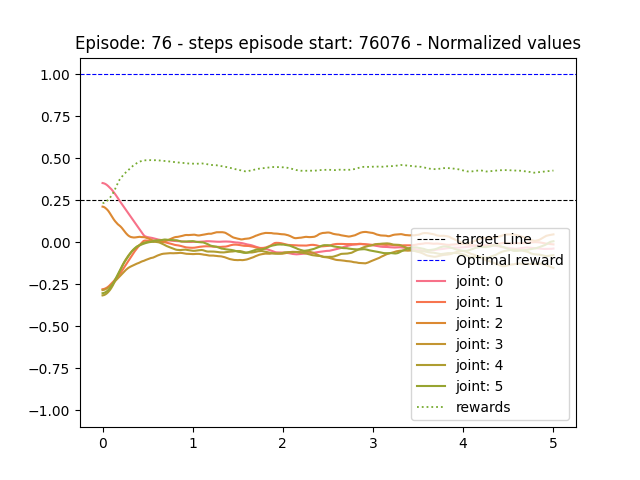 Episode: 76 - steps episode start: 76076 - Normalized values
1.00
0.75
0.50
0.25
0.00
−0.25
−0.50
−0.75
−1.00
target Line
Optimal reward
joint: 0
joint: 1
joint: 2
joint: 3
joint: 4
joint: 5
rewards
0 1 2 3 4 5